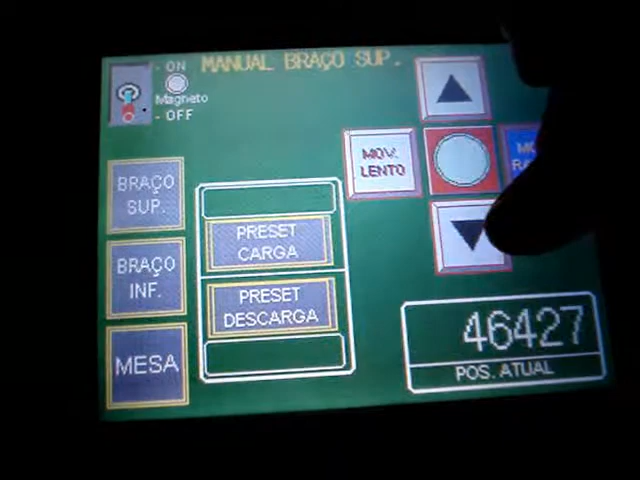 - ON
MANUAL BRAÇO SUP.
Magneto
- OFF
MOV.
LENTO
BRAÇO
SUP.
PRESET
CARGA
BRAÇO
INF.
PRESET
DESCARGA
MESA
46427
POS. ATUAL